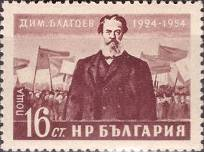 ДИМ. БЛАГОЕВ 1924-1954
ПОЩА
16 СТ.
НР БЪЛГАРИЯ